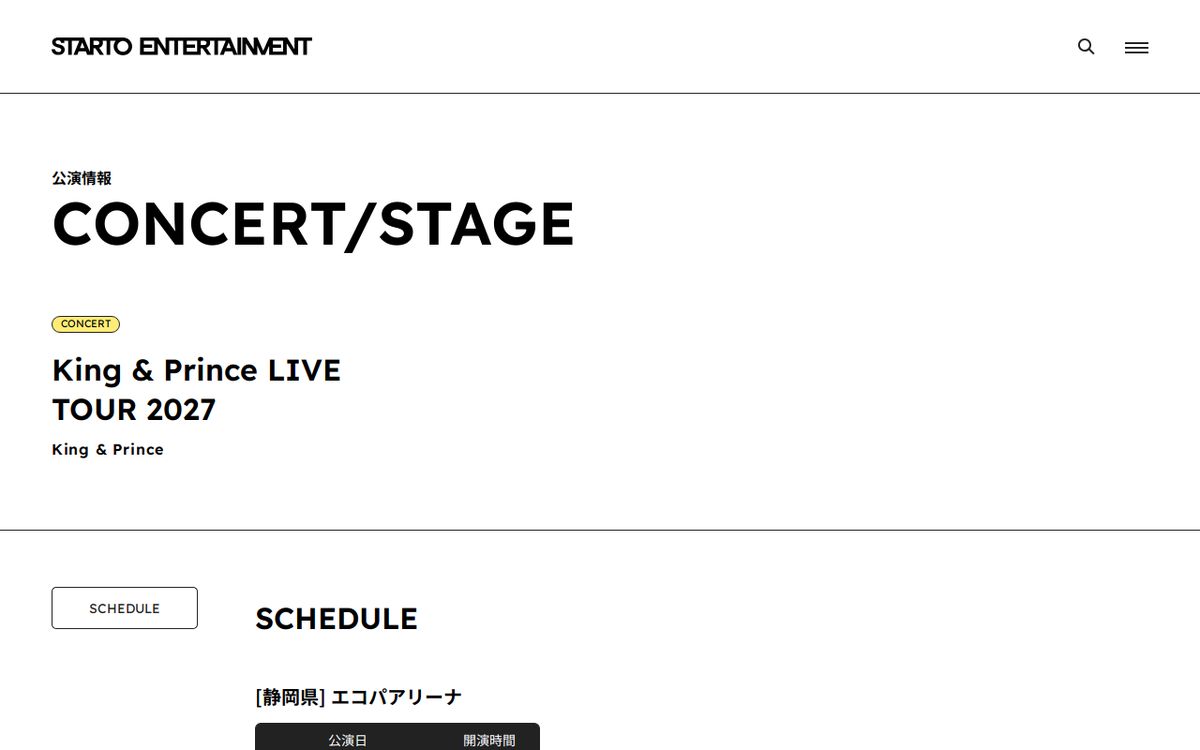 STARTO ENTERTAINMENT
公演情報
CONCERT/STAGE
CONCERT
King & Prince LIVE
TOUR 2027
King & Prince
SCHEDULE
SCHEDULE
[静岡県] エコパアリーナ
公演日 開演時間